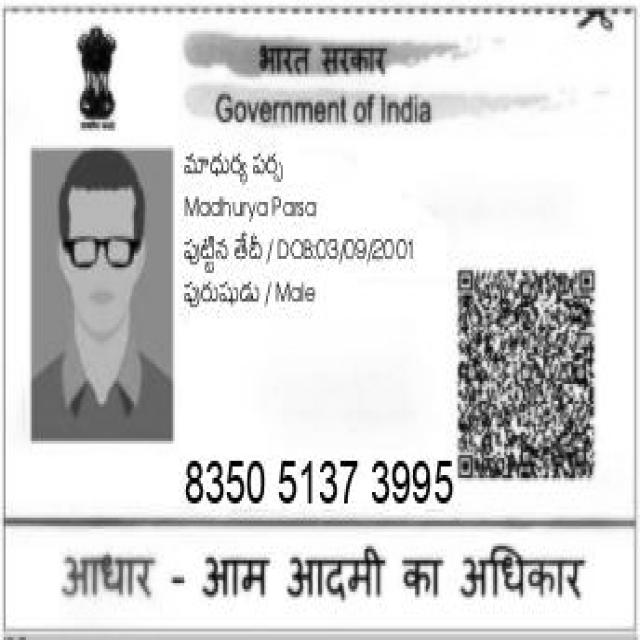 भारत सरकार
Government of India
మాధుర్య పర్స
Madhurya Parsa
పుట్టిన తేదీ / DOB:03/09/2001
పురుషుడు / Male
8350 5137 3995
आधार - आम आदमी का अधिकार